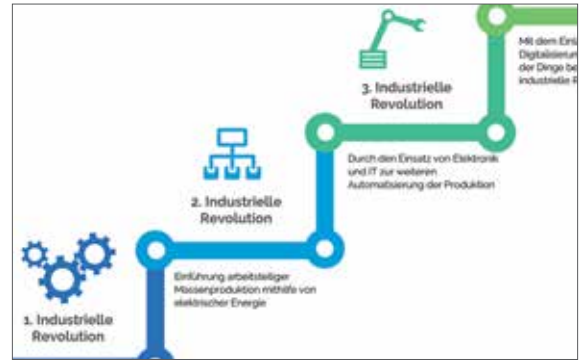 Mit dem Eins
Digitalisierun
der Dinge be
industrielle R
3. Industrielle
Revolution
Durch den Einsatz von Elektronik
und IT zur weiteren
Automatisierung der Produktion
2. Industrielle
Revolution
Einführung arbeitsteiliger
Massenproduktion mithilfe von
elektrischer Energie
1. Industrielle
Revolution